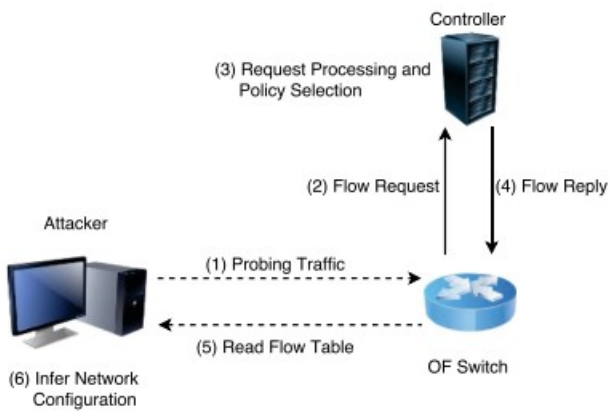 Controller
(3) Request Processing and
Policy Selection
(2) Flow Request
(4) Flow Reply
Attacker
(1) Probing Traffic
(5) Read Flow Table
OF Switch
(6) Infer Network
Configuration